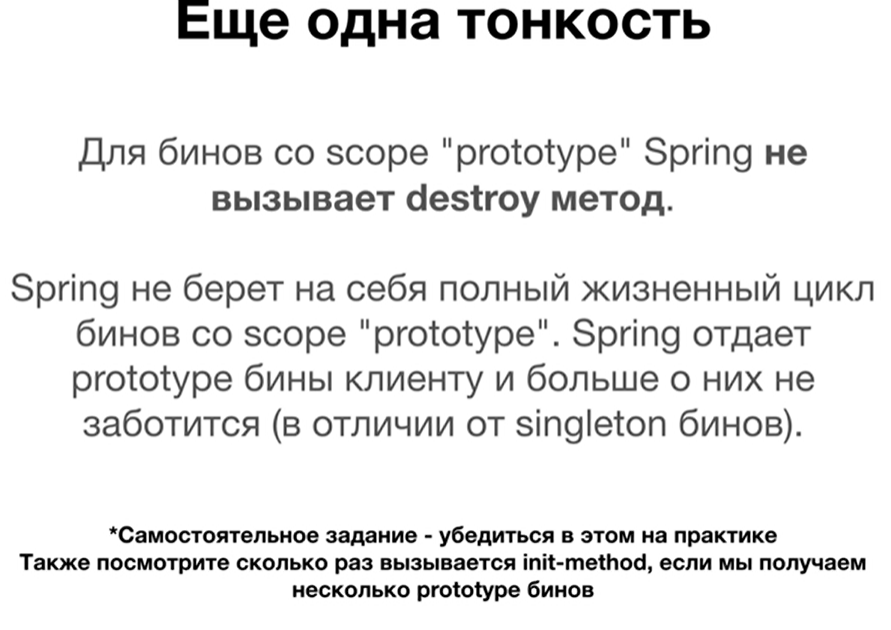 Еще одна тонкость
Для бинов со scope "prototype" Spring не
вызывает destroy метод.
Spring не берет на себя полный жизненный цикл
бинов со scope "prototype". Spring отдает
prototype бины клиенту и больше о них не
заботится (в отличии от singleton бинов).
*Самостоятельное задание - убедиться в этом на практике
Также посмотрите сколько раз вызывается init-method, если мы получаем
несколько prototype бинов